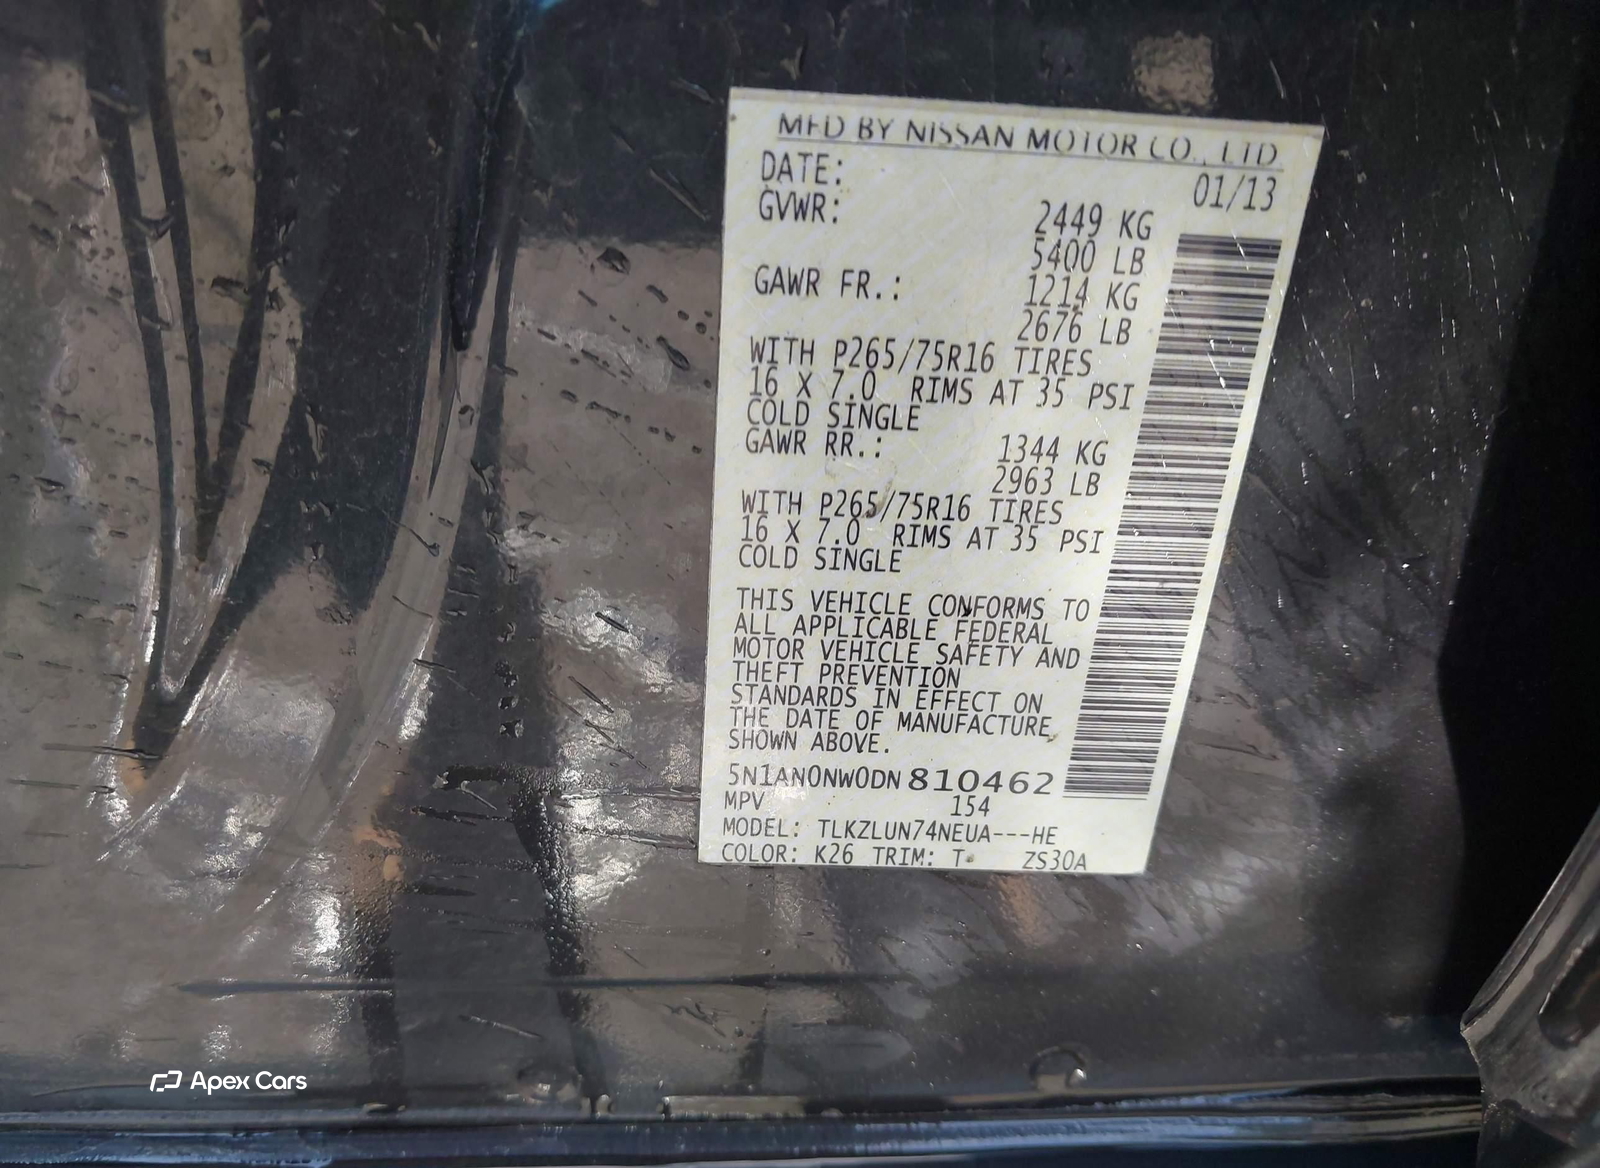 MFD BY NISSAN MOTOR CO., LTD
DATE: 01/13
GVWR: 2449 KG
5400 LB
GAWR FR.: 1214 KG
2676 LB
WITH P265/75R16 TIRES
16 X 7.0 RIMS AT 35 PSI
COLD SINGLE
GAWR RR.: 1344 KG
2963 LB
WITH P265/75R16 TIRES
16 X 7.0 RIMS AT 35 PSI
COLD SINGLE
THIS VEHICLE CONFORMS TO
ALL APPLICABLE FEDERAL
MOTOR VEHICLE SAFETY AND
THEFT PREVENTION
STANDARDS IN EFFECT ON
THE DATE OF MANUFACTURE
SHOWN ABOVE.
5N1AN0NW0DN810462
MPV 154
MODEL: TLKZLUN74NEUA---HE
COLOR: K26 TRIM: T ZS30A
Apex Cars